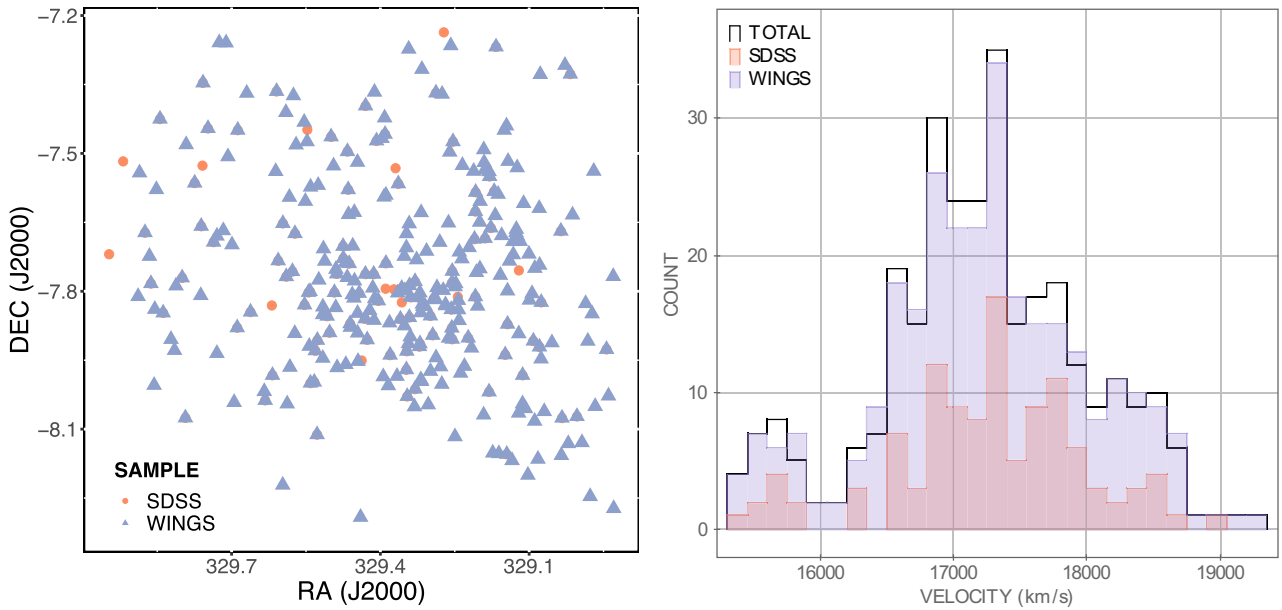 −7.2
−7.5
−7.8
−8.1
DEC (J2000)
SAMPLE
SDSS
WINGS
329.7
329.4
329.1
RA (J2000)
TOTAL
SDSS
WINGS
30
20
10
0
COUNT
16000
17000
18000
19000
VELOCITY (km/s)